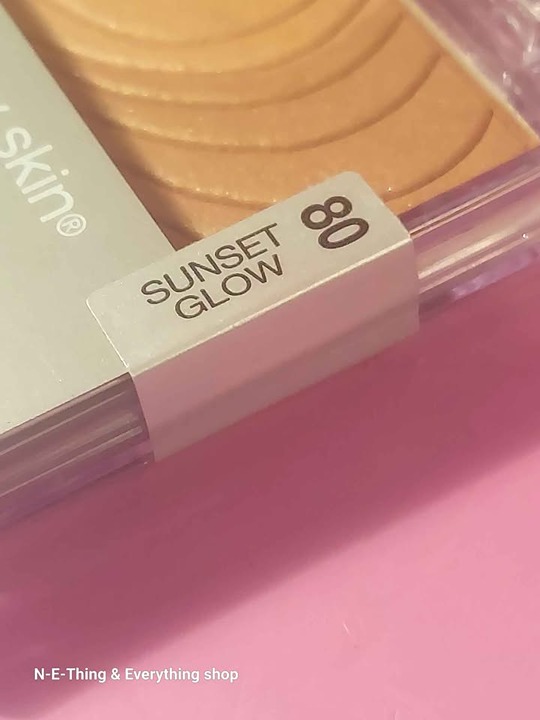 skin®
SUNSET
GLOW
80
N-E-Thing & Everything shop